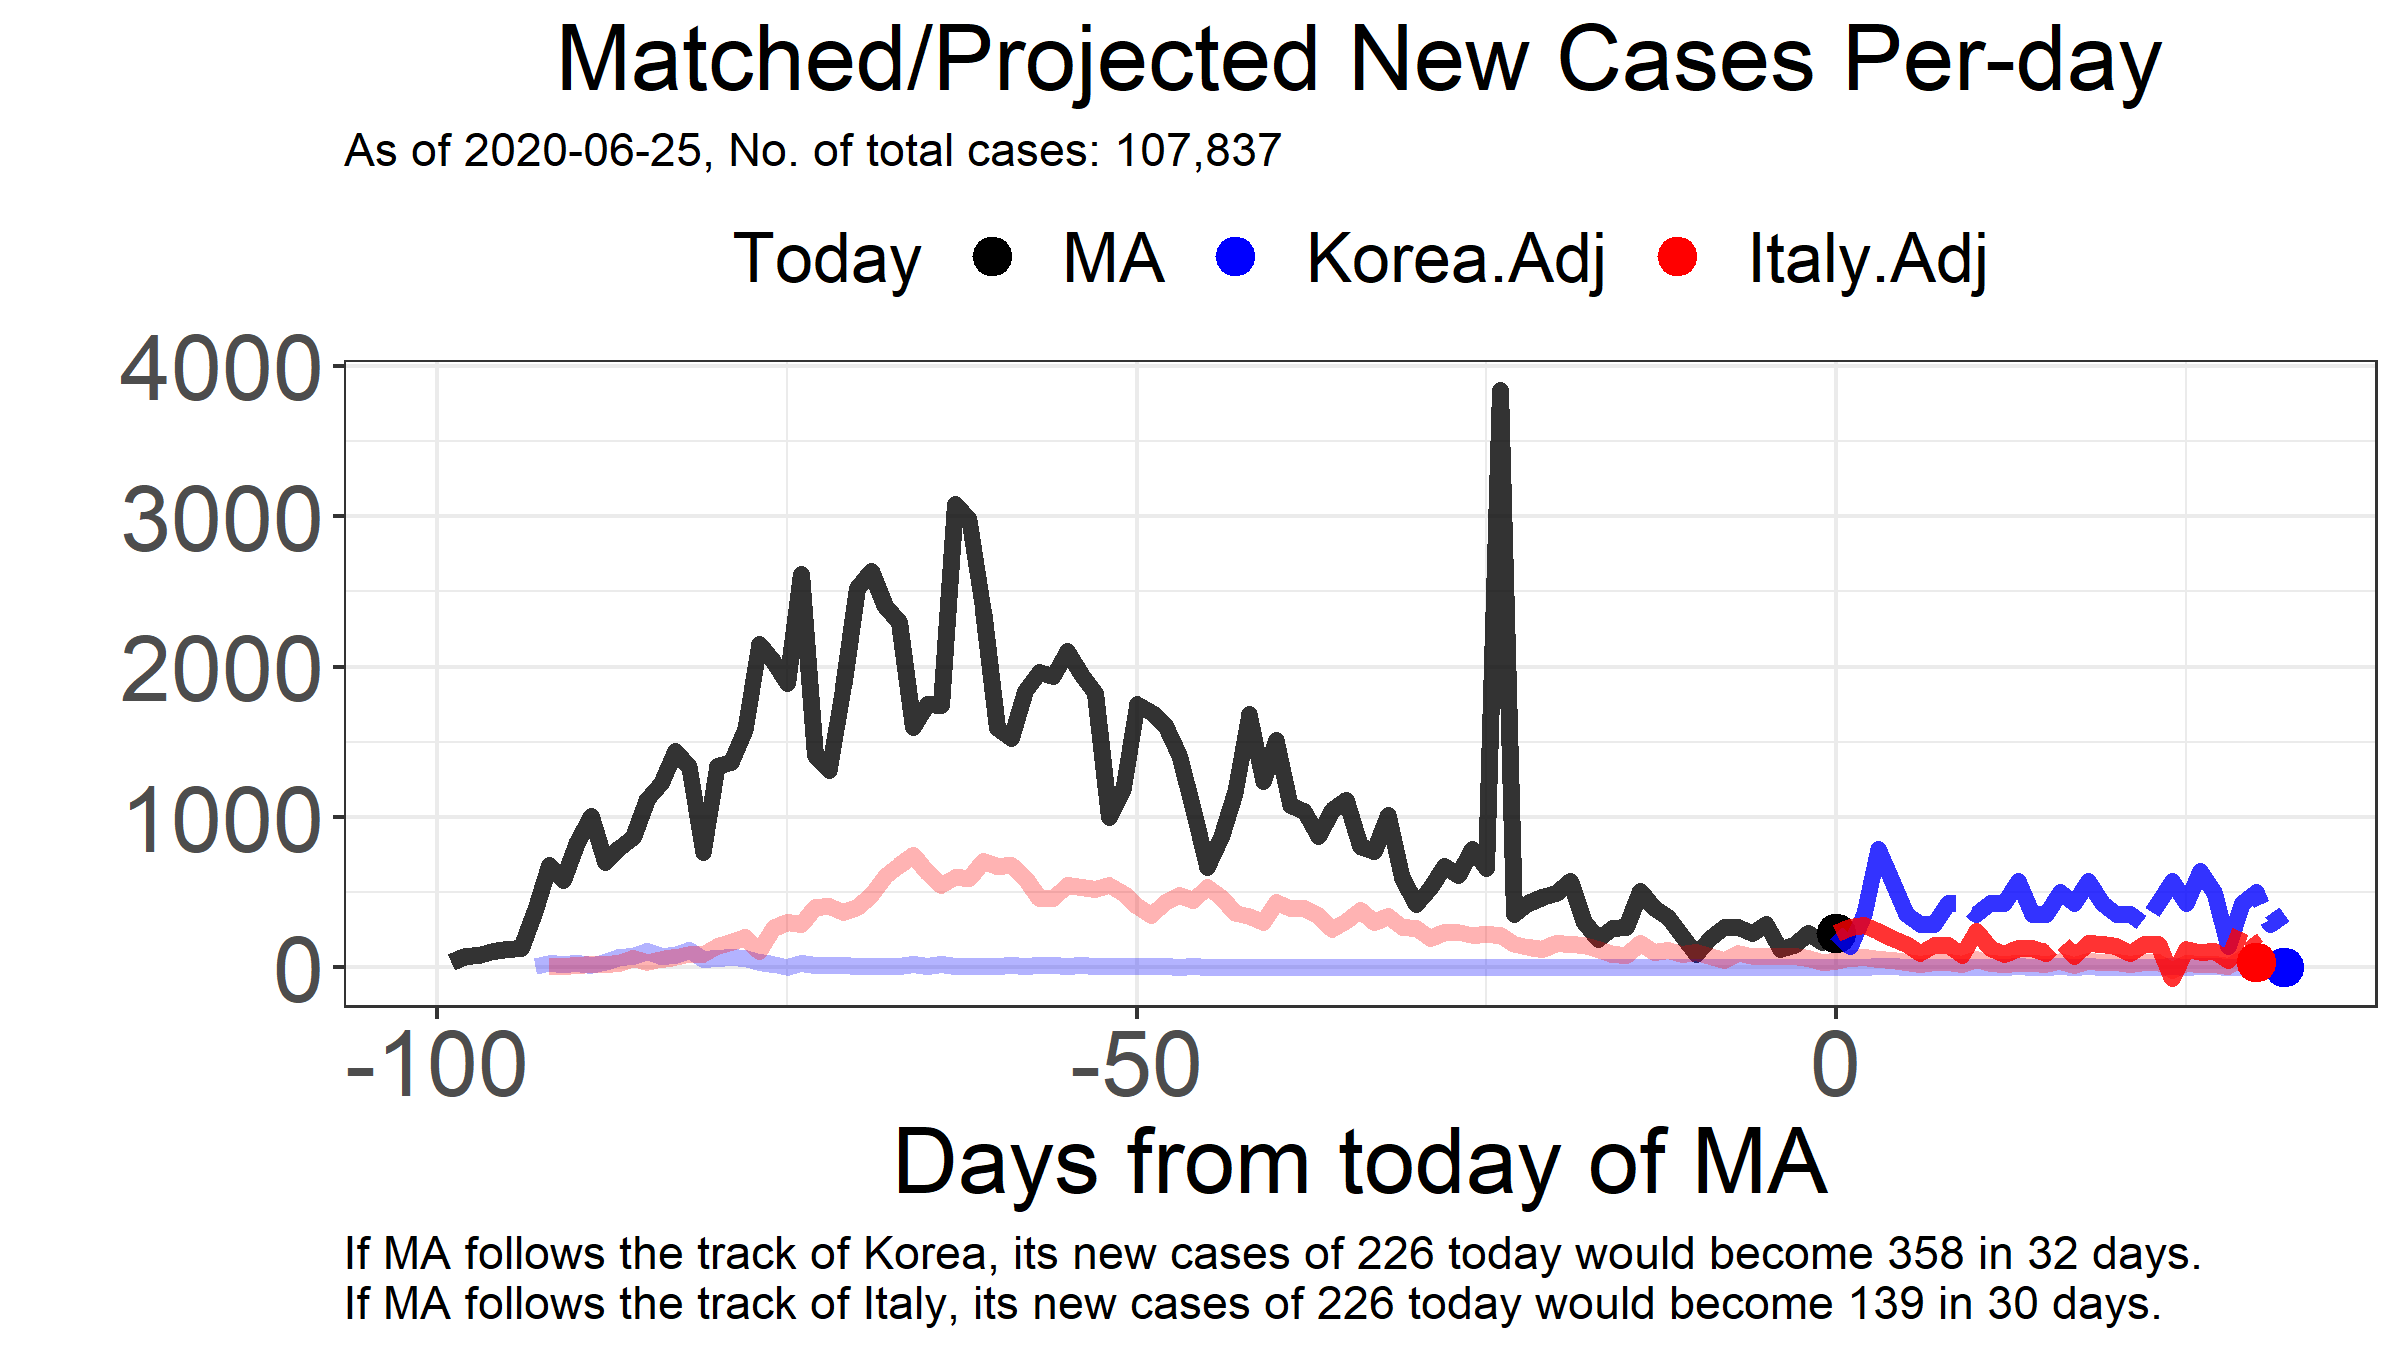 Matched/Projected New Cases Per-day
As of 2020-06-25, No. of total cases: 107,837
Today MA Korea.Adj Italy.Adj
4000
3000
2000
1000
0
-100 -50 0
Days from today of MA
If MA follows the track of Korea, its new cases of 226 today would become 358 in 32 days.
If MA follows the track of Italy, its new cases of 226 today would become 139 in 30 days.